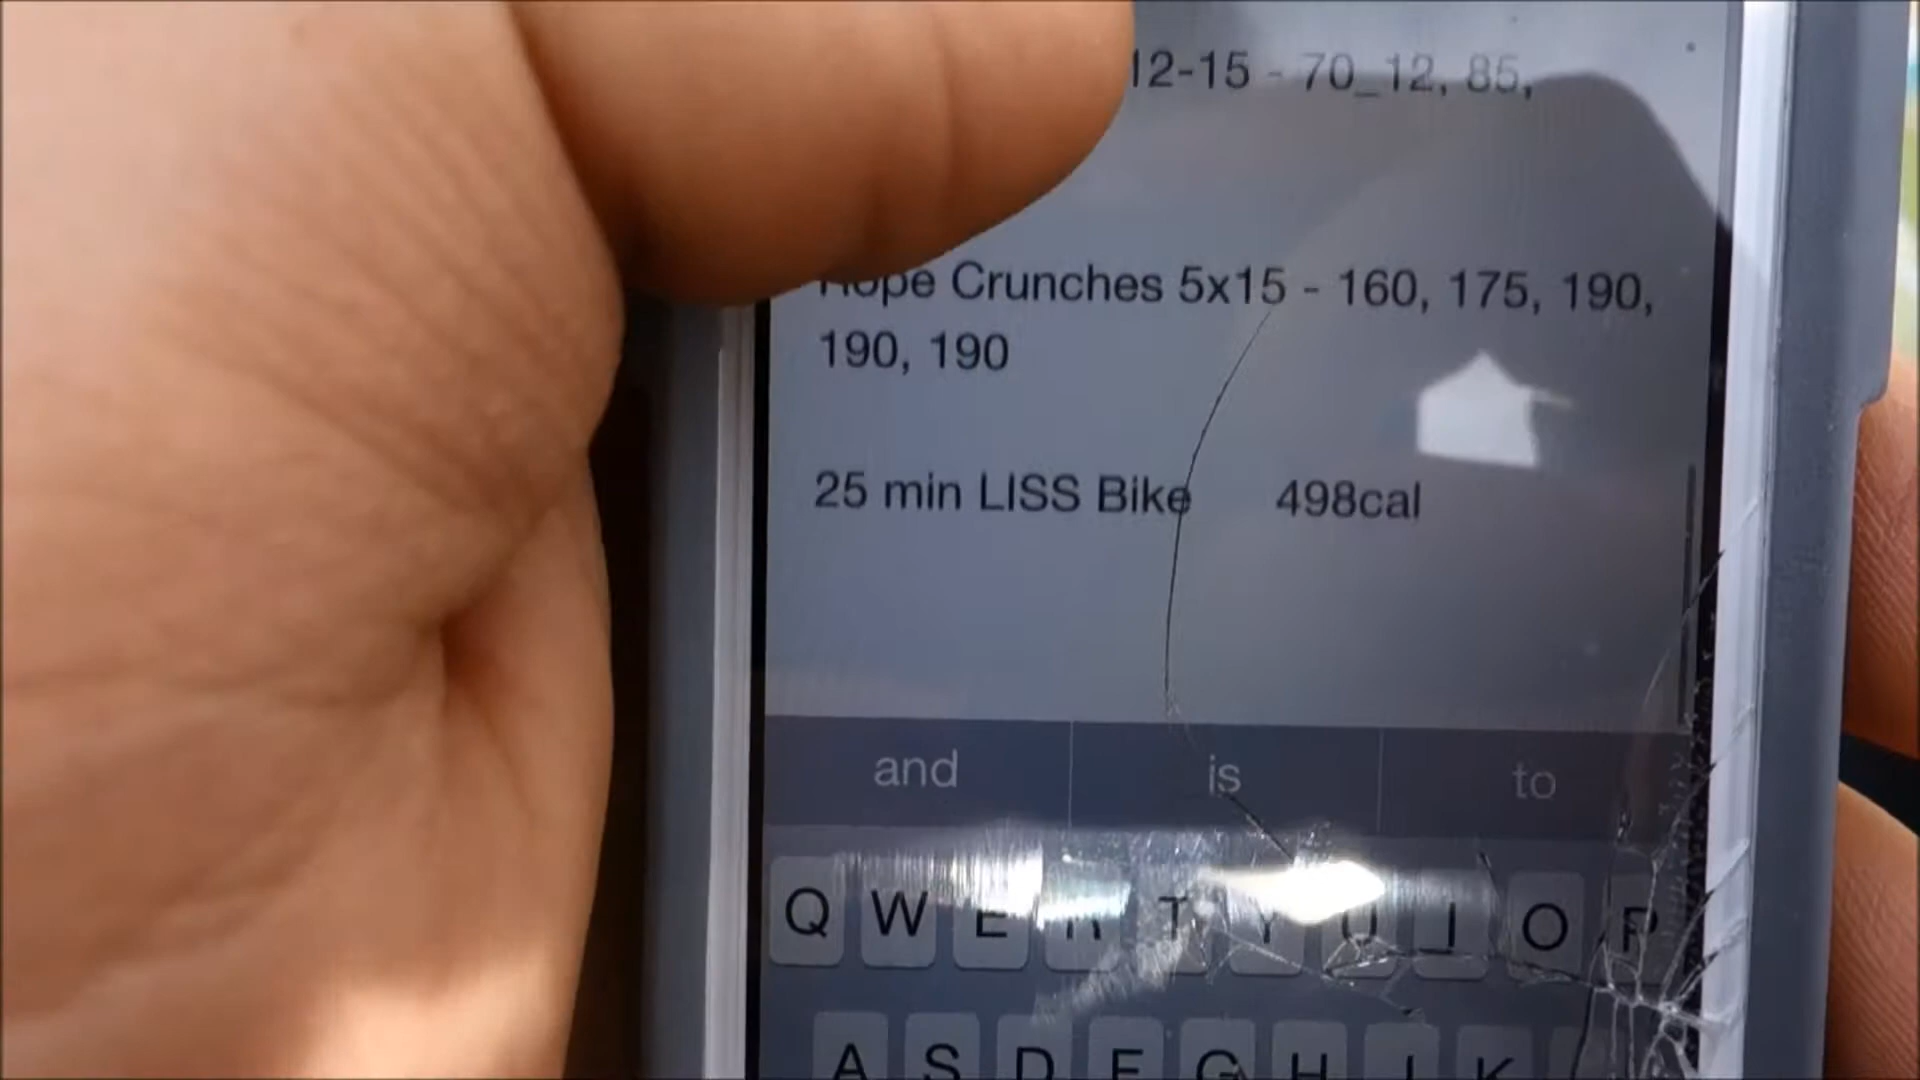 12-15 - 70_12, 85,
Rope Crunches 5x15 - 160, 175, 190,
190, 190
25 min LISS Bike 498cal
and is to
Q W E R T Y U I O P
A S D F G H J K